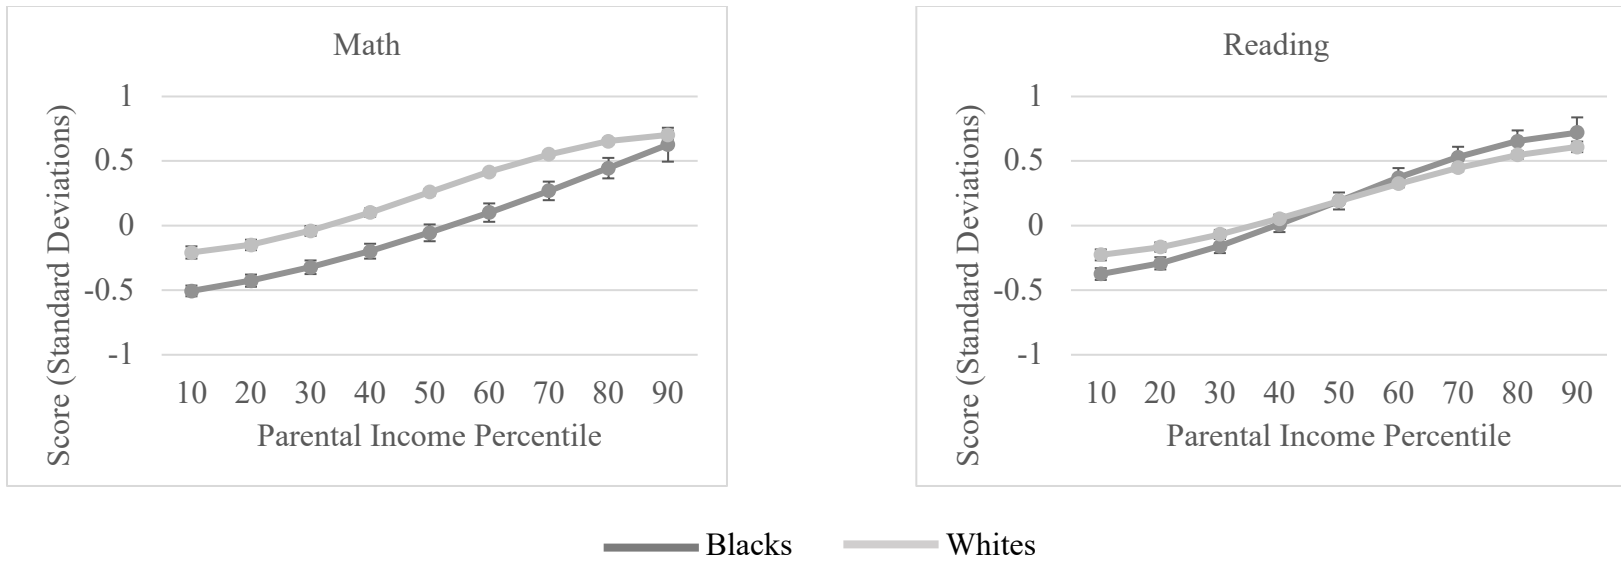 Math
Score (Standard Deviations)
1
0.5
0
-0.5
-1
10 20 30 40 50 60 70 80 90
Parental Income Percentile
Reading
Score (Standard Deviations)
1
0.5
0
-0.5
-1
10 20 30 40 50 60 70 80 90
Parental Income Percentile
Blacks
Whites